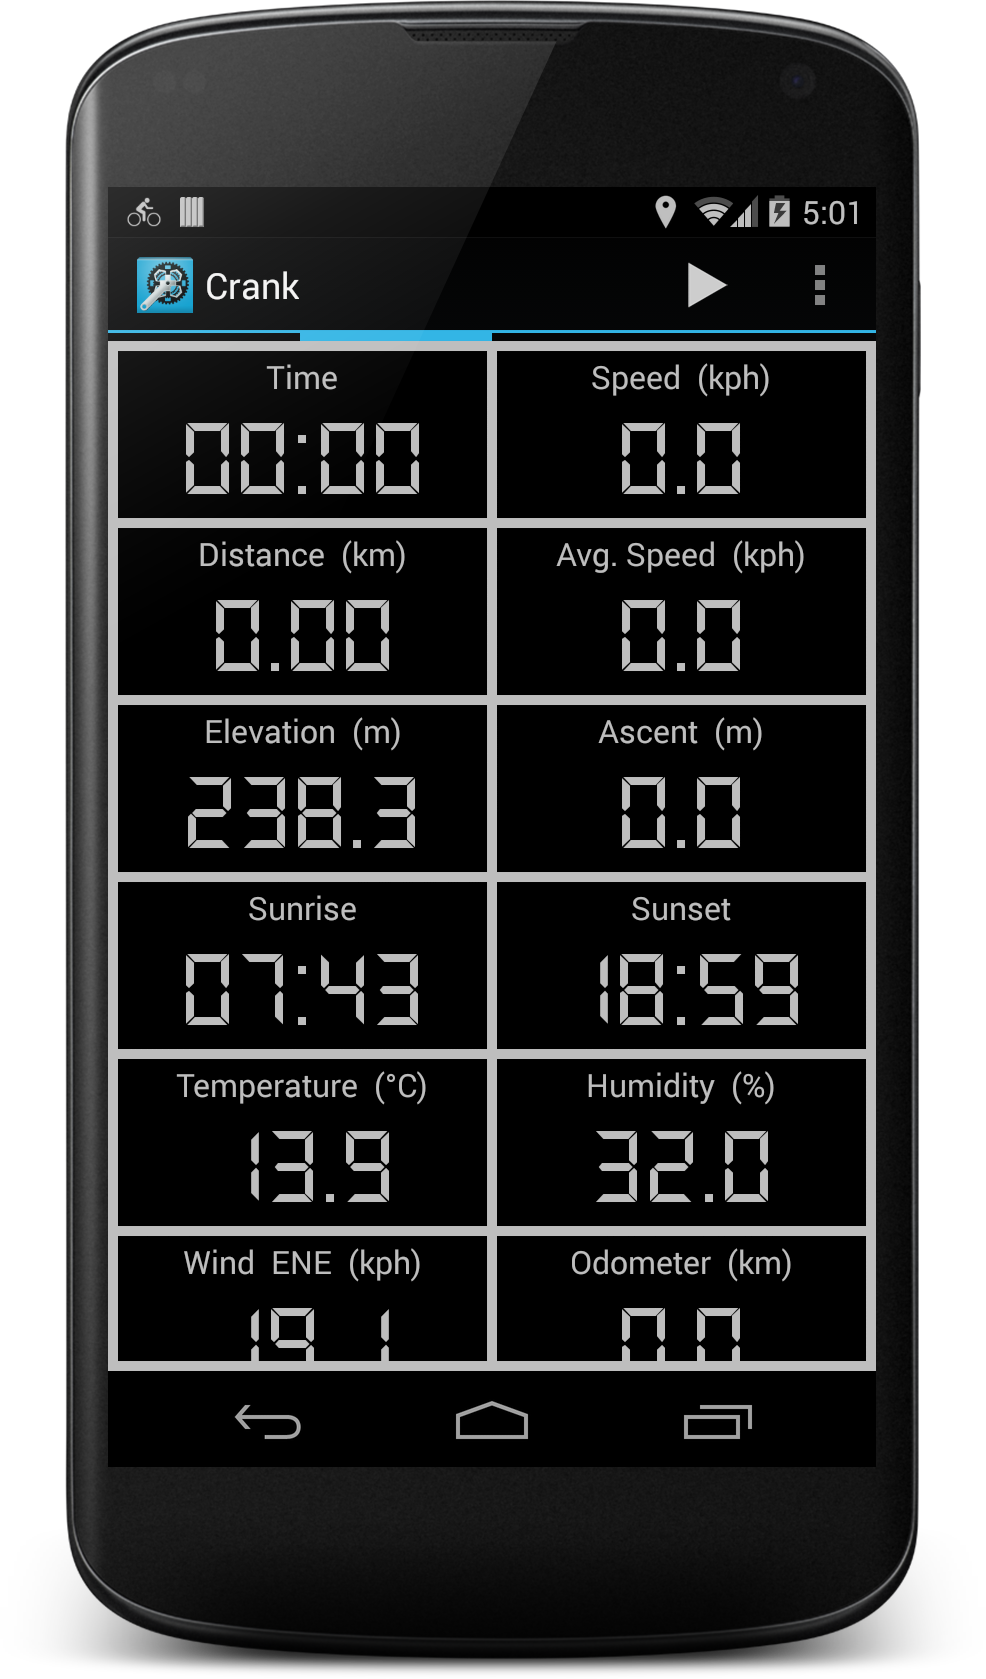 5:01
Crank
Time
00:00
Speed (kph)
0.0
Distance (km)
0.00
Avg. Speed (kph)
0.0
Elevation (m)
238.3
Ascent (m)
0.0
Sunrise
07:43
Sunset
18:59
Temperature (°C)
13.9
Humidity (%)
32.0
Wind ENE (kph)
Odometer (km)